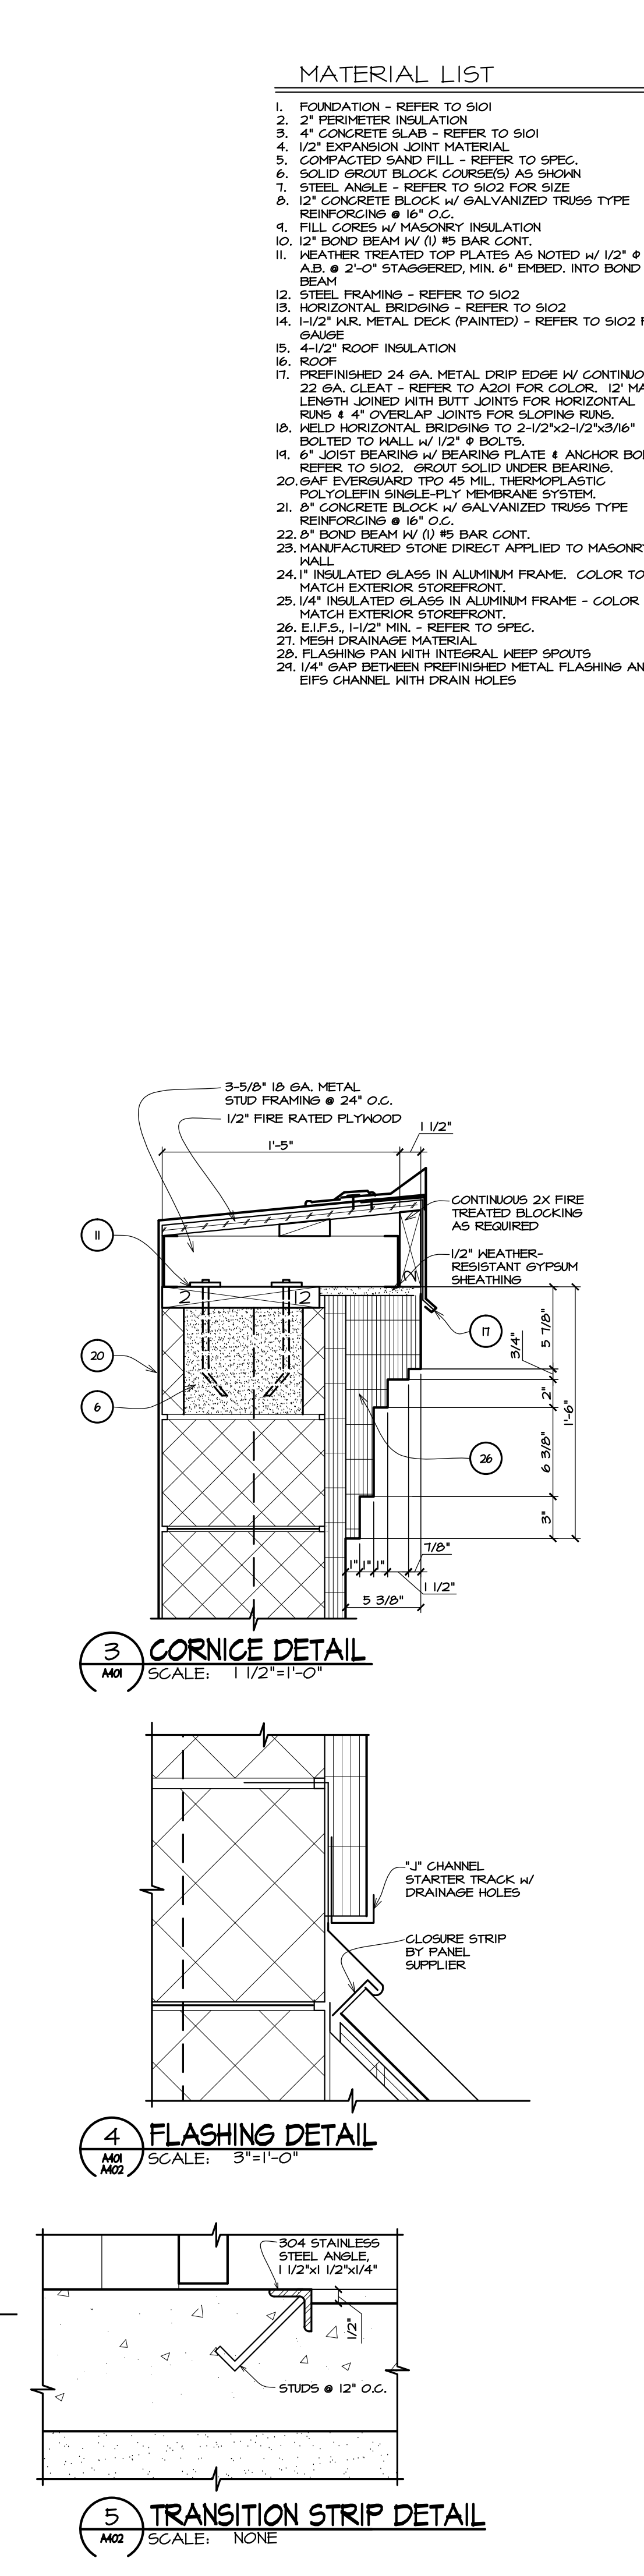 MATERIAL LIST
1. FOUNDATION - REFER TO S101
2. 2" PERIMETER INSULATION
3. 4" CONCRETE SLAB - REFER TO S101
4. 1/2" EXPANSION JOINT MATERIAL
5. COMPACTED SAND FILL - REFER TO SPEC.
6. SOLID GROUT BLOCK COURSE(S) AS SHOWN
7. STEEL ANGLE - REFER TO S102 FOR SIZE
8. 12" CONCRETE BLOCK w/ GALVANIZED TRUSS TYPE
REINFORCING @ 16" O.C.
9. FILL CORES w/ MASONRY INSULATION
10. 12" BOND BEAM W/ (1) #5 BAR CONT.
11. WEATHER TREATED TOP PLATES AS NOTED w/ 1/2" Φ
A.B. @ 2'-0" STAGGERED, MIN. 6" EMBED. INTO BOND
BEAM
12. STEEL FRAMING - REFER TO S102
13. HORIZONTAL BRIDGING - REFER TO S102
14. 1-1/2" W.R. METAL DECK (PAINTED) - REFER TO S102 F
GAUGE
15. 4-1/2" ROOF INSULATION
16. ROOF
17. PREFINISHED 24 GA. METAL DRIP EDGE W/ CONTINUO
22 GA. CLEAT - REFER TO A201 FOR COLOR. 12' MA
LENGTH JOINED WITH BUTT JOINTS FOR HORIZONTAL
RUNS & 4" OVERLAP JOINTS FOR SLOPING RUNS.
18. WELD HORIZONTAL BRIDGING TO 2-1/2"x2-1/2"x3/16"
BOLTED TO WALL w/ 1/2" Φ BOLTS.
19. 6" JOIST BEARING w/ BEARING PLATE & ANCHOR BO
REFER TO S102. GROUT SOLID UNDER BEARING.
20. GAF EVERGUARD TPO 45 MIL. THERMOPLASTIC
POLYOLEFIN SINGLE-PLY MEMBRANE SYSTEM.
21. 8" CONCRETE BLOCK w/ GALVANIZED TRUSS TYPE
REINFORCING @ 16" O.C.
22. 8" BOND BEAM W/ (1) #5 BAR CONT.
23. MANUFACTURED STONE DIRECT APPLIED TO MASONRY
WALL
24. 1" INSULATED GLASS IN ALUMINUM FRAME. COLOR TO
MATCH EXTERIOR STOREFRONT.
25. 1/4" INSULATED GLASS IN ALUMINUM FRAME - COLOR
MATCH EXTERIOR STOREFRONT.
26. E.I.F.S., 1-1/2" MIN. - REFER TO SPEC.
27. MESH DRAINAGE MATERIAL
28. FLASHING PAN WITH INTEGRAL WEEP SPOUTS
29. 1/4" GAP BETWEEN PREFINISHED METAL FLASHING AN
EIFS CHANNEL WITH DRAIN HOLES
3-5/8" 18 GA. METAL
STUD FRAMING @ 24" O.C.
1/2" FIRE RATED PLYWOOD
1 1/2"
1'-5"
CONTINUOUS 2X FIRE
TREATED BLOCKING
AS REQUIRED
11
1/2" WEATHER-
RESISTANT GYPSUM
SHEATHING
2
2 12
17
5 7/8"
3/4"
20
2"
1'-6"
6
6 3/8"
26
3"
7/8"
1" 1" 1"
1 1/2"
5 3/8"
3 CORNICE DETAIL
A401 SCALE: 1 1/2"=1'-0"
"J" CHANNEL
STARTER TRACK w/
DRAINAGE HOLES
CLOSURE STRIP
BY PANEL
SUPPLIER
4 FLASHING DETAIL
A401 SCALE: 3"=1'-0"
A402
304 STAINLESS
STEEL ANGLE,
1 1/2"x1 1/2"x1/4"
1/2"
STUDS @ 12" O.C.
5 TRANSITION STRIP DETAIL
A402 SCALE: NONE